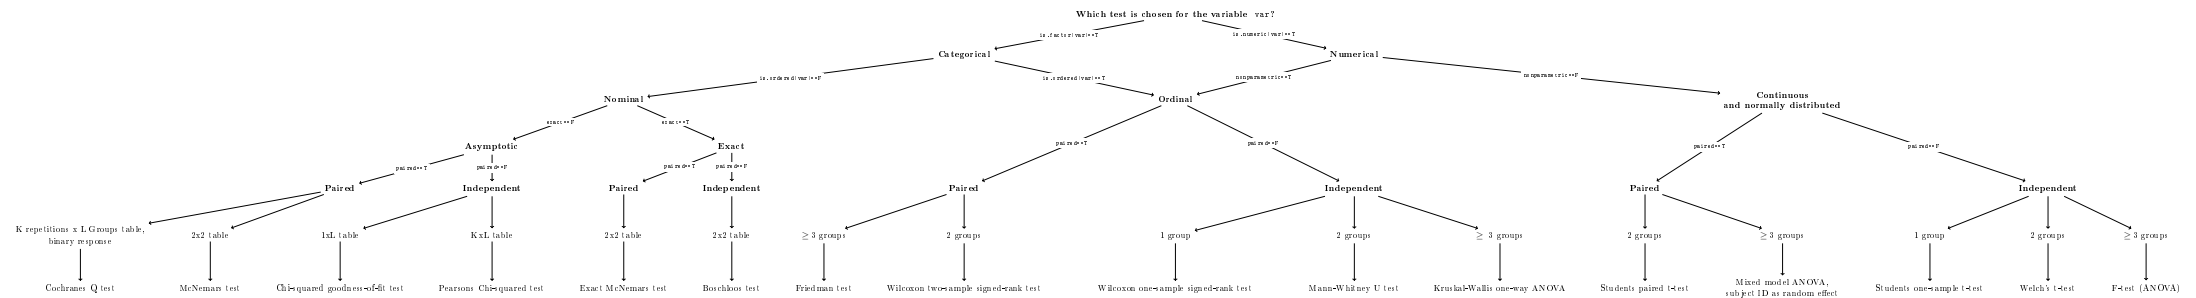 Which test is chosen for the variable var?
is.factor(var)==T
is.numeric(var)==T
Categorical
Numerical
is.ordered(var)==F
is.ordered(var)==T
nonparametric==T
nonparametric==F
Nominal
Ordinal
Continuous
and normally distributed
exact==F
exact==T
Asymptotic
Exact
paired==T
paired==F
paired==T
paired==F
paired==T
paired==F
paired==T
paired==F
Paired
Independent
Paired
Independent
Paired
Independent
Paired
Independent
K repetitions x L Groups table,
binary response
2x2 table
1xL table
KxL table
2x2 table
2x2 table
≥ 3 groups
2 groups
1 group
2 groups
≥ 3 groups
2 groups
≥ 3 groups
1 group
2 groups
≥ 3 groups
Cochranes Q test
McNemars test
Chi-squared goodness-of-fit test
Pearsons Chi-squared test
Exact McNemars test
Boschloos test
Friedman test
Wilcoxon two-sample signed-rank test
Wilcoxon one-sample signed-rank test
Mann-Whitney U test
Kruskal-Wallis one-way ANOVA
Students paired t-test
Mixed model ANOVA,
subject ID as random effect
Students one-sample t-test
Welch's t-test
F-test (ANOVA)